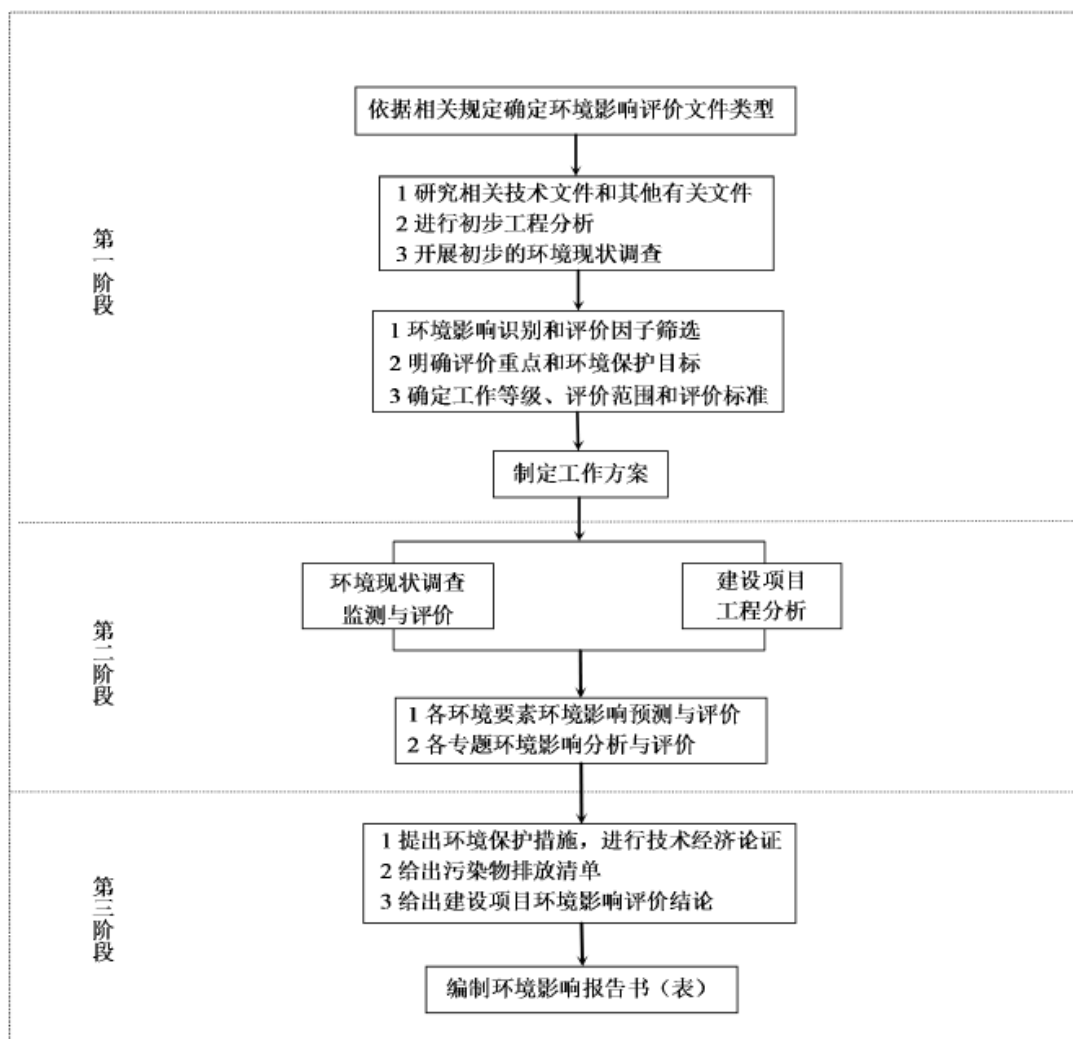 依据相关规定确定环境影响评价文件类型
1 研究相关技术文件和其他有关文件
2 进行初步工程分析
3 开展初步的环境现状调查
第一阶段
1 环境影响识别和评价因子筛选
2 明确评价重点和环境保护目标
3 确定工作等级、评价范围和评价标准
制定工作方案
环境现状调查
监测与评价
建设项目
工程分析
第二阶段
1 各环境要素环境影响预测与评价
2 各专题环境影响分析与评价
1 提出环境保护措施，进行技术经济论证
2 给出污染物排放清单
3 给出建设项目环境影响评价结论
第三阶段
编制环境影响报告书（表）